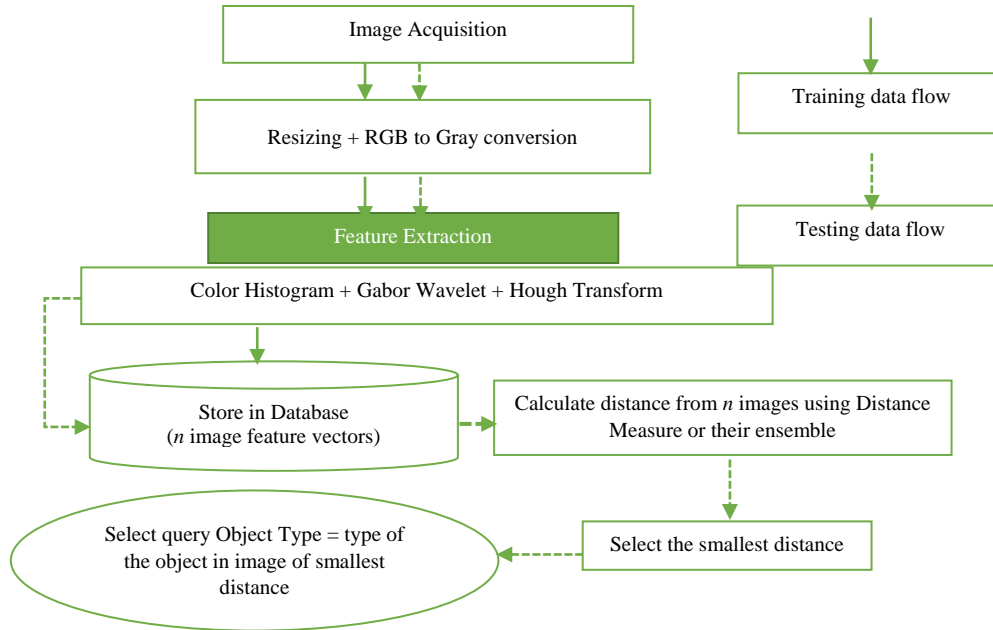 Image Acquisition
Training data flow
Resizing + RGB to Gray conversion
Testing data flow
Feature Extraction
Color Histogram + Gabor Wavelet + Hough Transform
Store in Database
(n image feature vectors)
Calculate distance from n images using Distance
Measure or their ensemble
Select the smallest distance
Select query Object Type = type of
the object in image of smallest
distance